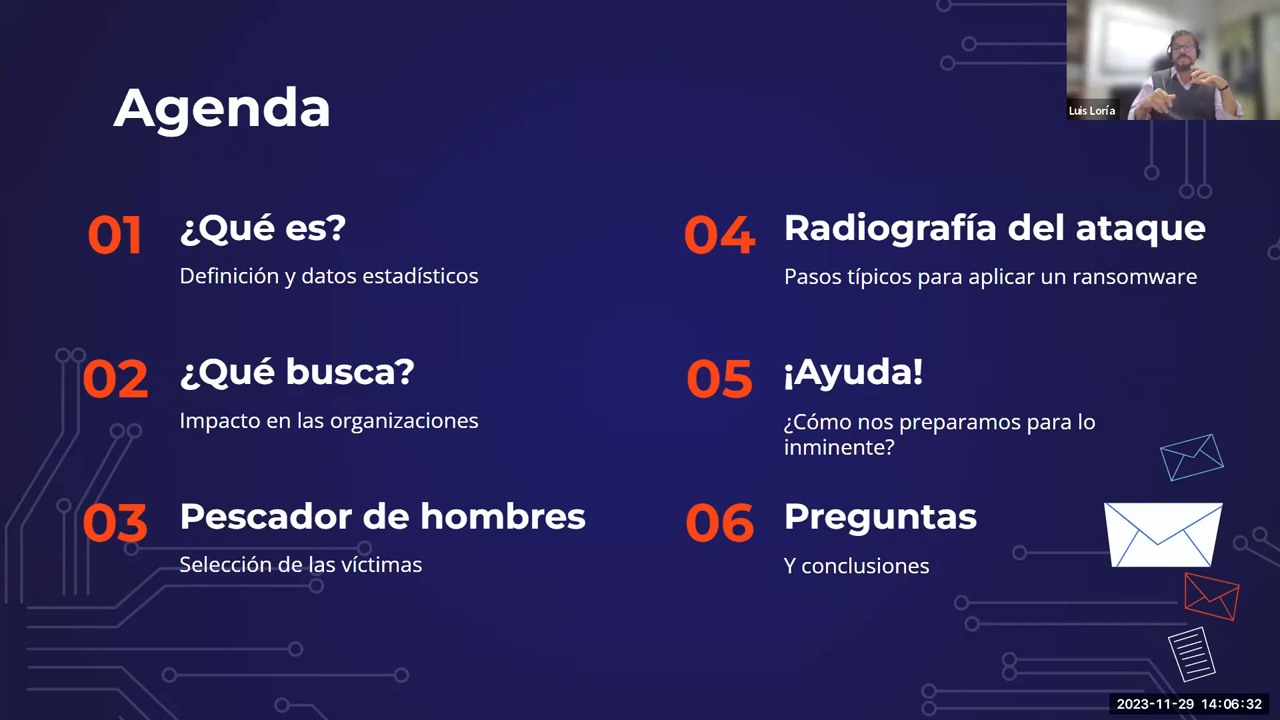 Agenda
Luis Loría
01
¿Qué es?
Definición y datos estadísticos
02
¿Qué busca?
Impacto en las organizaciones
03
Pescador de hombres
Selección de las víctimas
04
Radiografía del ataque
Pasos típicos para aplicar un ransomware
05
¡Ayuda!
¿Cómo nos preparamos para lo
inminente?
06
Preguntas
Y conclusiones
2023-11-29 14:06:32